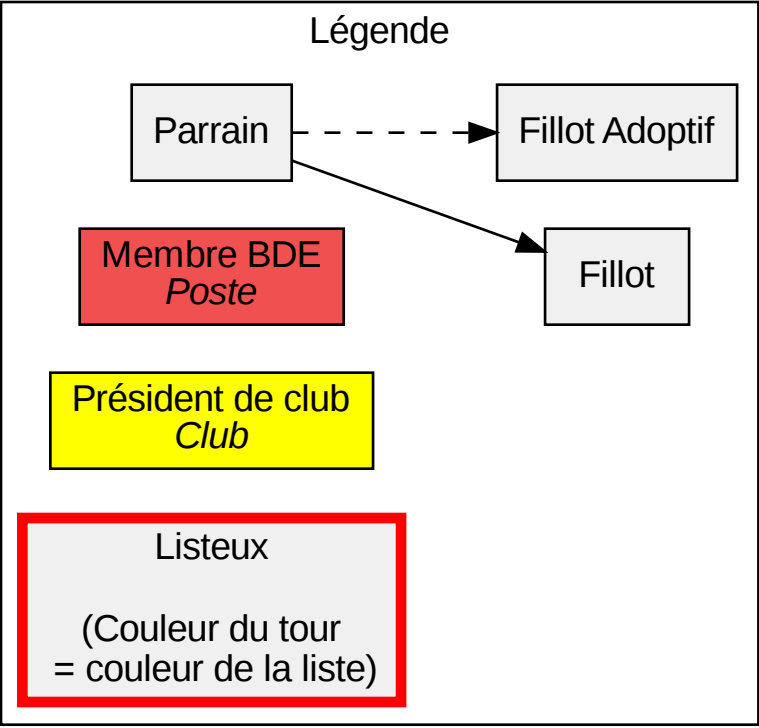 Légende
Parrain
Fillot Adoptif
Membre BDE
Poste
Fillot
Président de club
Club
Listeux
(Couleur du tour
= couleur de la liste)